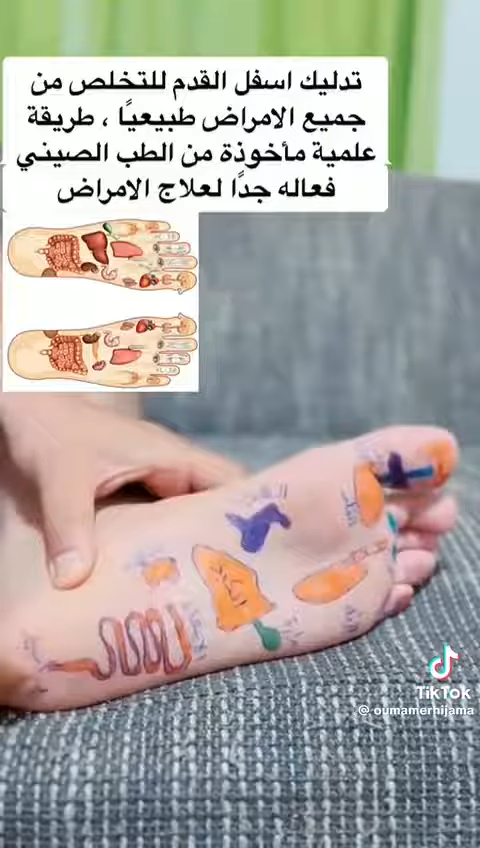 تدليك اسفل القدم للتخلص من
جميع الامراض طبيعيًا ، طريقة
علمية مأخوذة من الطب الصيني
فعاله جدًا لعلاج الامراض
TikTok
@oumamerhijama